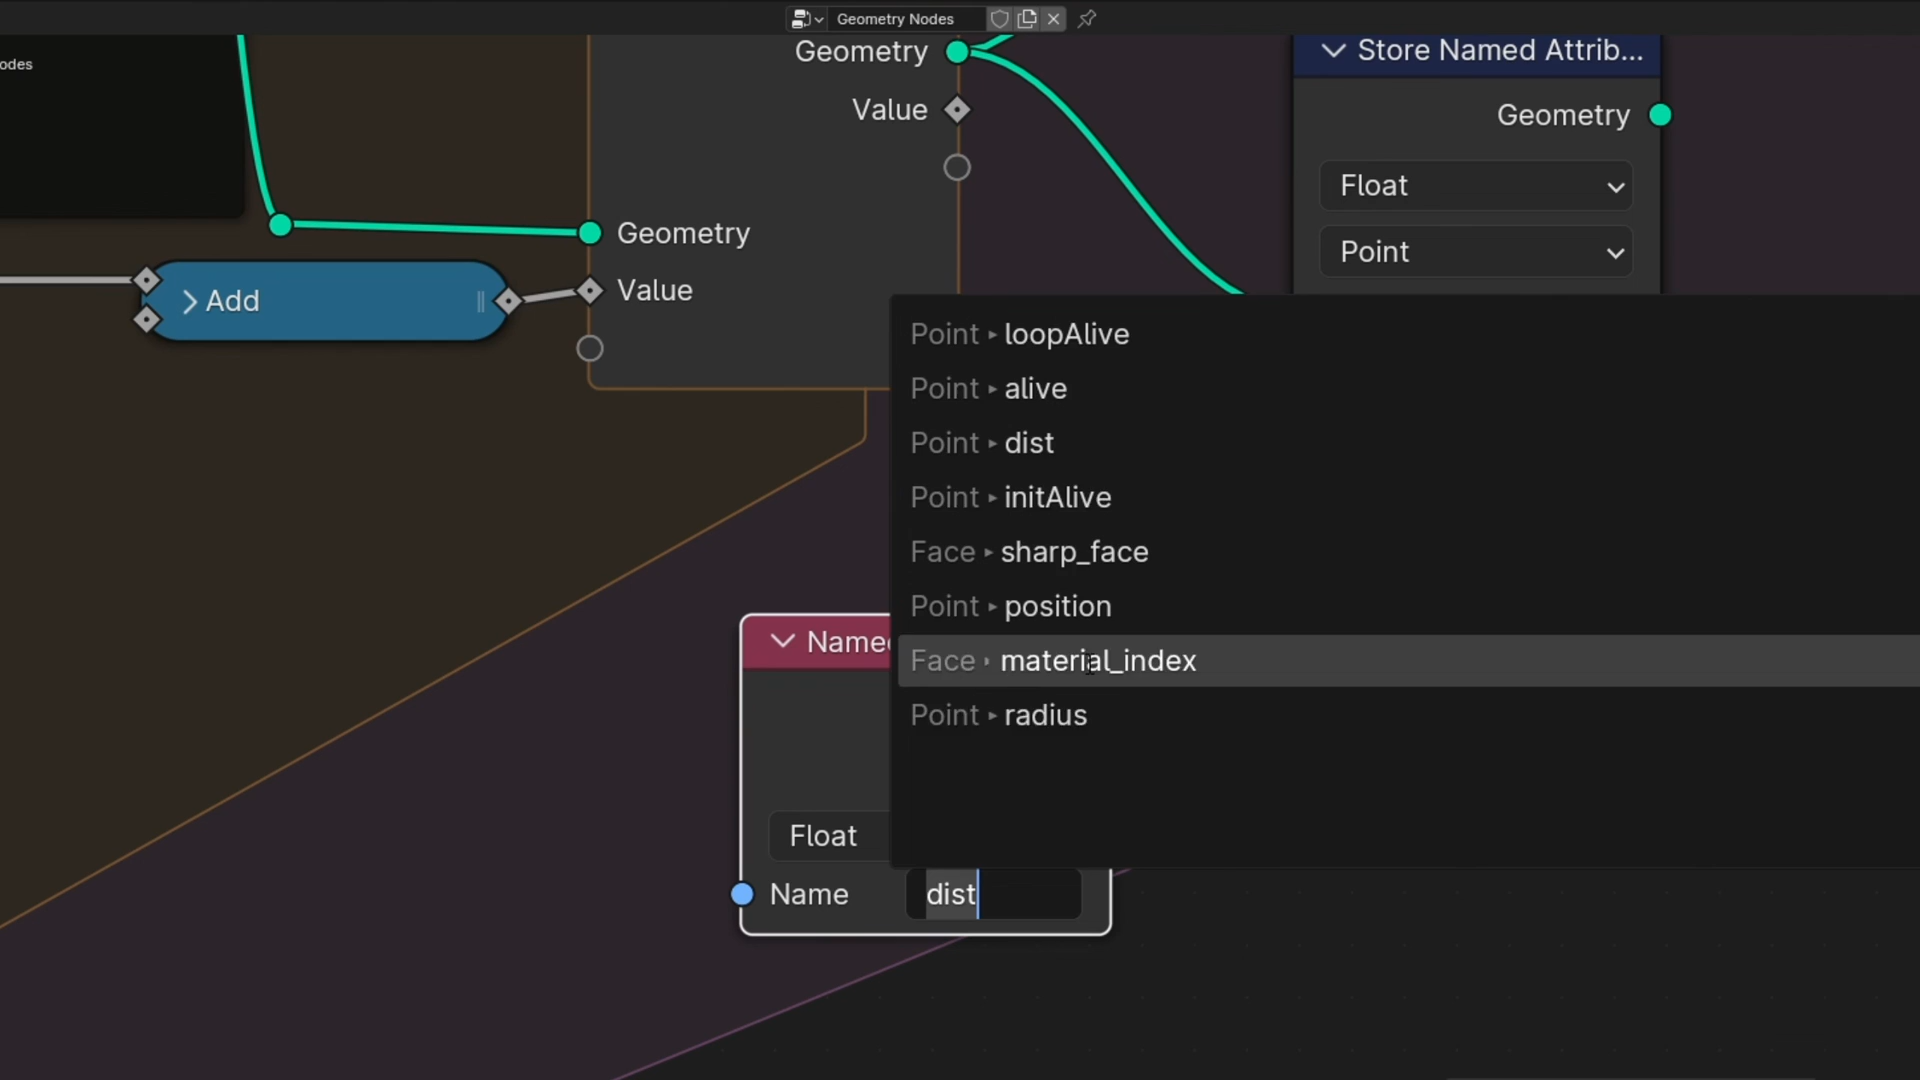 Geometry Nodes
odes
Geometry
Value
Geometry
Value
Add
Store Named Attrib...
Geometry
Float
Point
Point ▸ loopAlive
Point ▸ alive
Point ▸ dist
Point ▸ initAlive
Face ▸ sharp_face
Point ▸ position
Face ▸ material_index
Point ▸ radius
Name
Float
Name dist